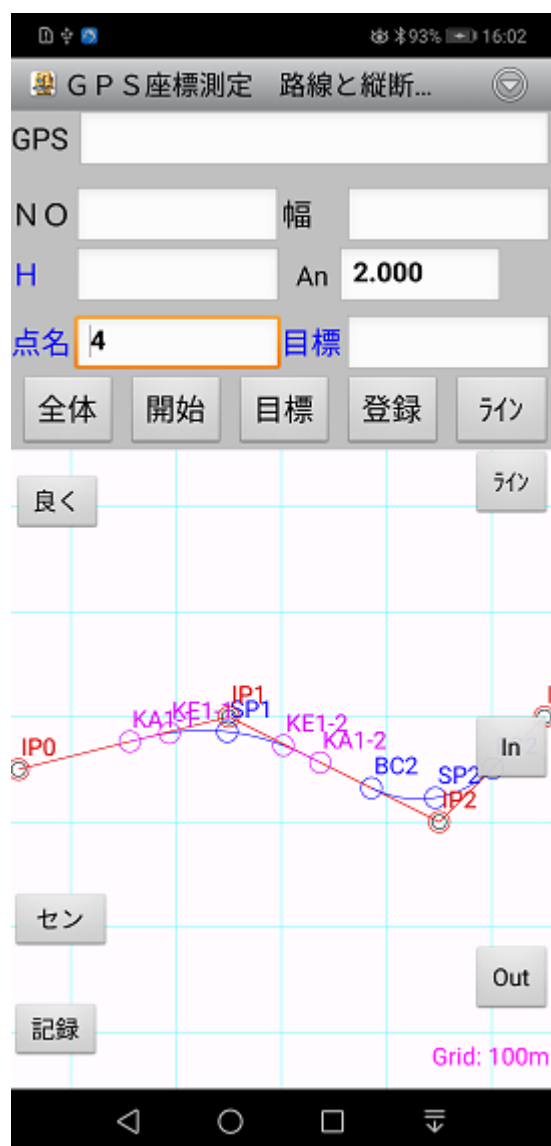 93% 16:02
ＧＰＳ座標測定　路線と縦断...
GPS
ＮＯ 幅
H An 2.000
点名 4 目標
全体 開始 目標 登録 ﾗｲﾝ
良く ﾗｲﾝ
IP1
KA1-1 KE1-1 SP1 KE1-2
KA1-2
IP0 In
BC2 SP2
IP2
セン
Out
記録
Grid: 100m